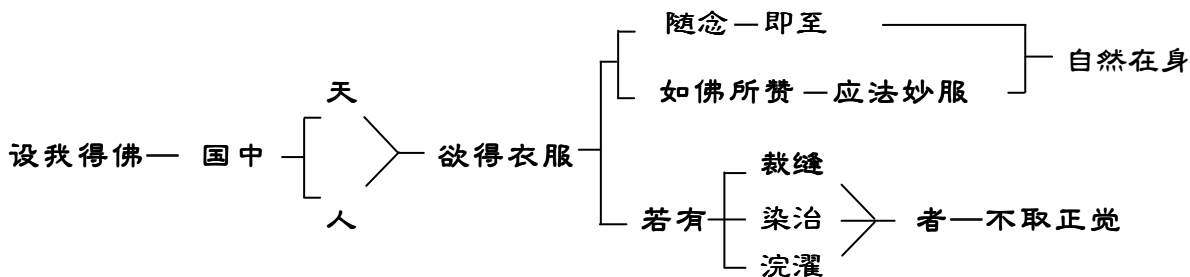 随念—即至
自然在身
天
如佛所赞—应法妙服
设我得佛—国中
欲得衣服
裁缝
人
若有
染治
者—不取正觉
浣濯